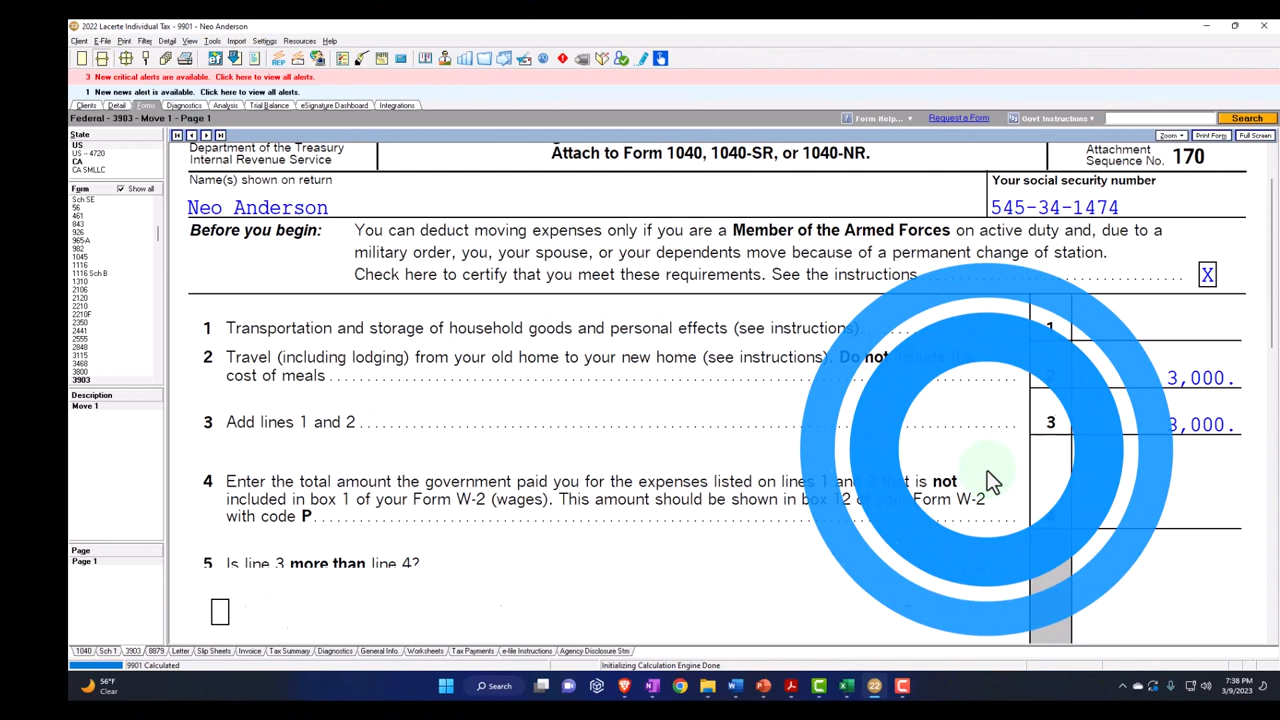 2022 Lacerte Individual Tax - 9901 - Neo Anderson
Client E-File Print Filter Detail View Tools Import Settings Resources Help
3 New critical alerts are available. Click here to view all alerts.
1 New news alert is available. Click here to view all alerts.
Clients Detail Forms Diagnostics Analysis Trial Balance eSignature Dashboard Integrations
Federal - 3903 - Move 1 - Page 1
Form Help... Request a Form Govt Instructions Search
Zoom Print Form Full Screen
State
US
US -- 4720
CA
CA SMLLC
Form Show all
Sch SE
56
461
843
926
965-A
982
1045
1116
1116 Sch B
1310
2106
2120
2210
2210F
2350
2441
2555
2848
3115
3468
3800
3903
Description
Move 1
Page
Page 1
Department of the Treasury
Internal Revenue Service
Attach to Form 1040, 1040-SR, or 1040-NR.
Attachment
Sequence No. 170
Name(s) shown on return
Your social security number
Neo Anderson
545-34-1474
Before you begin: You can deduct moving expenses only if you are a Member of the Armed Forces on active duty and, due to a
military order, you, your spouse, or your dependents move because of a permanent change of station.
Check here to certify that you meet these requirements. See the instructions X
1 Transportation and storage of household goods and personal effects (see instructions) 1
2 Travel (including lodging) from your old home to your new home (see instructions). Do not include the
cost of meals 2 3,000.
3 Add lines 1 and 2 3 3,000.
4 Enter the total amount the government paid you for the expenses listed on lines 1 and 2 that is not
included in box 1 of your Form W-2 (wages). This amount should be shown in box 12 of your Form W-2
with code P 4
5 Is line 3 more than line 4?
1040 Sch 1 3903 8879 Letter Slip Sheets Invoice Tax Summary Diagnostics General Info. Worksheets Tax Payments e-file Instructions Agency Disclosure Stm
9901 Calculated Initializing Calculation Engine Done
56°F
Clear
Search
7:38 PM
3/9/2023